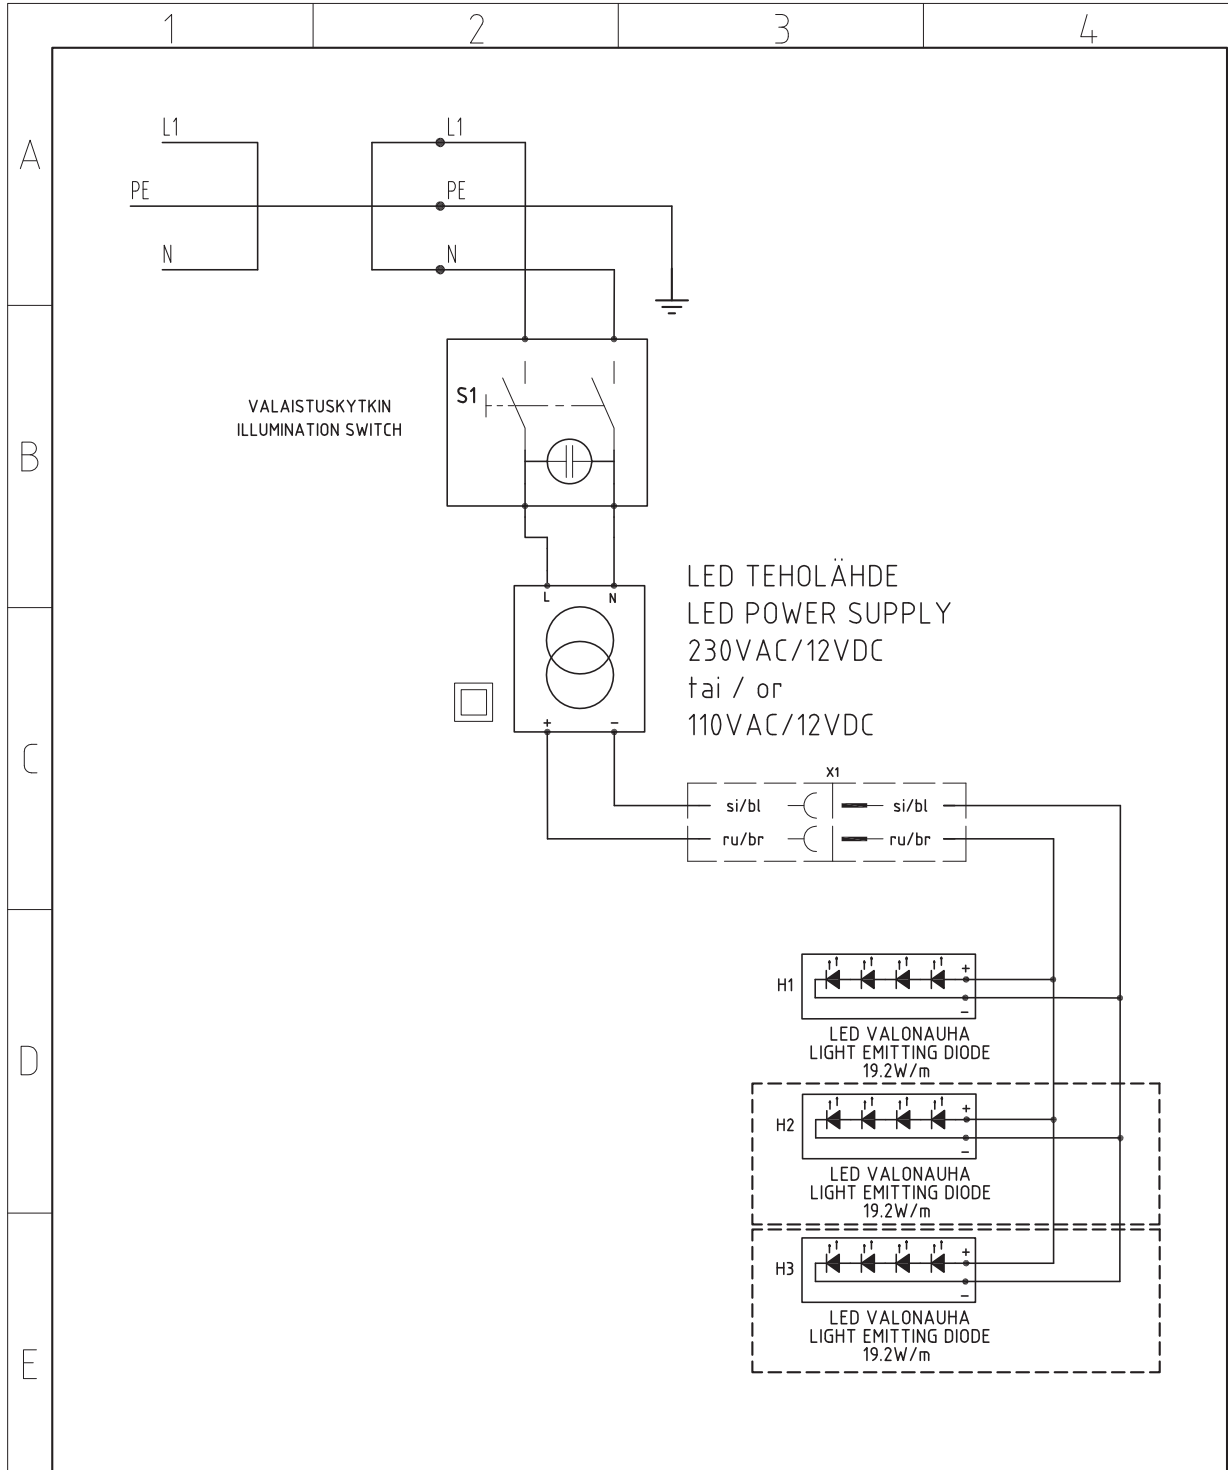 1 2 3 4
A
L1 L1
PE PE
N N
B
S1
VALAISTUSKYTKIN
ILLUMINATION SWITCH
L N
LED TEHOLÄHDE
LED POWER SUPPLY
230VAC/12VDC
tai / or
110VAC/12VDC
+ -
C
X1
si/bl si/bl
ru/br ru/br
D
H1 +
-
LED VALONAUHA
LIGHT EMITTING DIODE
19.2W/m
H2 +
-
LED VALONAUHA
LIGHT EMITTING DIODE
19.2W/m
E
H3 +
-
LED VALONAUHA
LIGHT EMITTING DIODE
19.2W/m